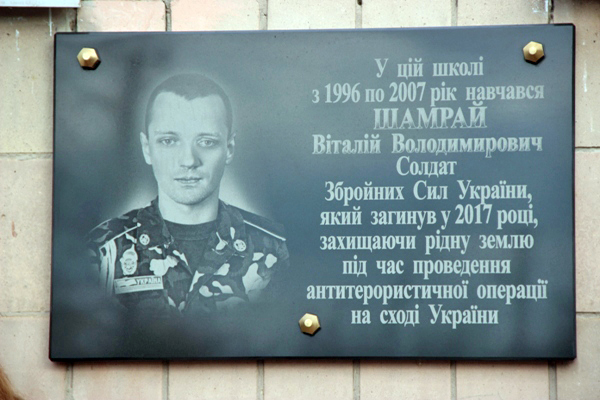 У цій школі
з 1996 по 2007 рік навчався
ШАМРАЙ
Віталій Володимирович
Солдат
Збройних Сил України,
який загинув у 2017 році,
захищаючи рідну землю
під час проведення
антитерористичної операції
на сході України
УКРАЇНА